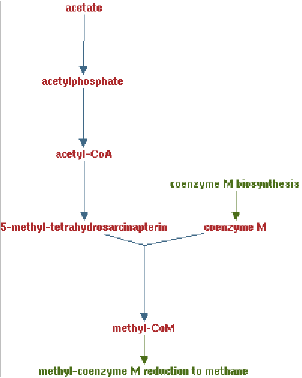 acetate
acetylphosphate
acetyl-CoA
coenzyme M biosynthesis
5-methyl-tetrahydrosarcinapterin coenzyme M
methyl-CoM
methyl-coenzyme M reduction to methane